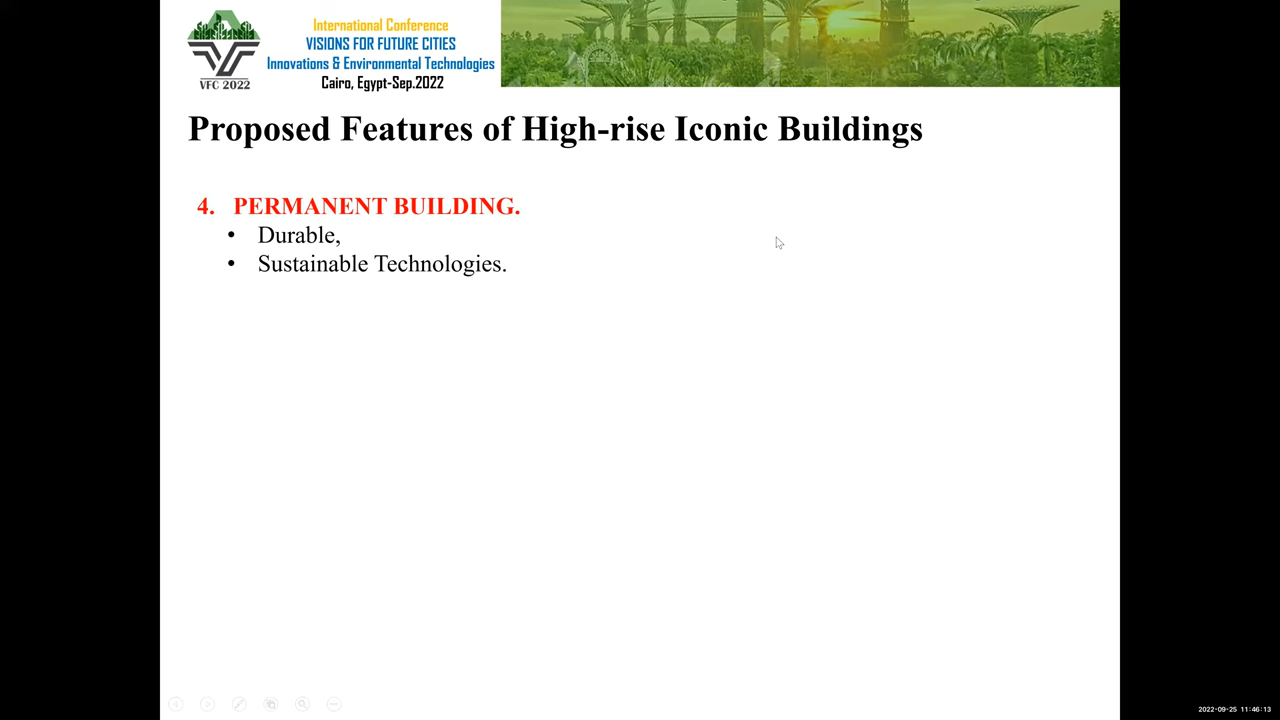 International Conference
VISIONS FOR FUTURE CITIES
Innovations & Environmental Technologies
Cairo, Egypt-Sep.2022
VFC 2022
Proposed Features of High-rise Iconic Buildings
4. PERMANENT BUILDING.
• Durable,
• Sustainable Technologies.
2022-09-25 11:46:13